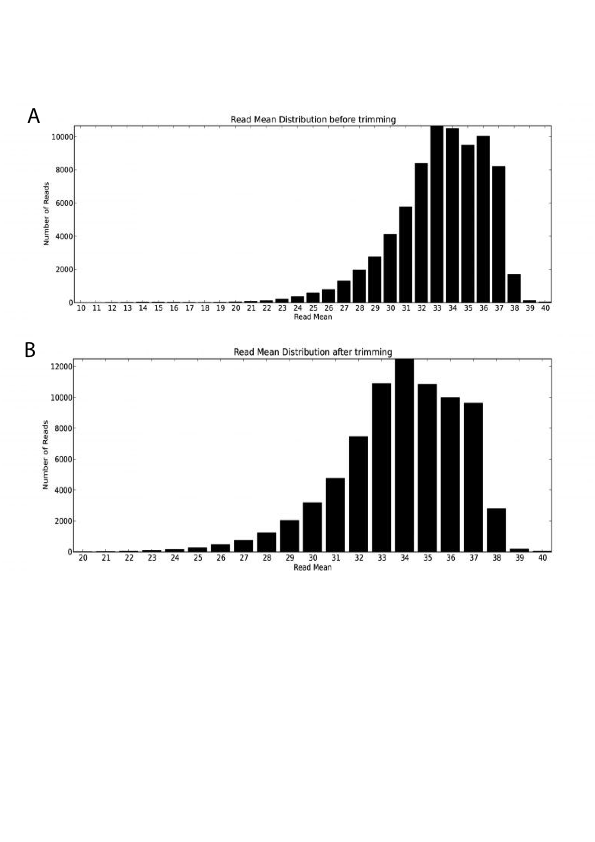 A
Read Mean Distribution before trimming
10000
8000
6000
4000
2000
0
Number of Reads
10 11 12 13 14 15 16 17 18 19 20 21 22 23 24 25 26 27 28 29 30 31 32 33 34 35 36 37 38 39 40
Read Mean
B
Read Mean Distribution after trimming
12000
10000
8000
6000
4000
2000
0
Number of Reads
20 21 22 23 24 25 26 27 28 29 30 31 32 33 34 35 36 37 38 39 40
Read Mean